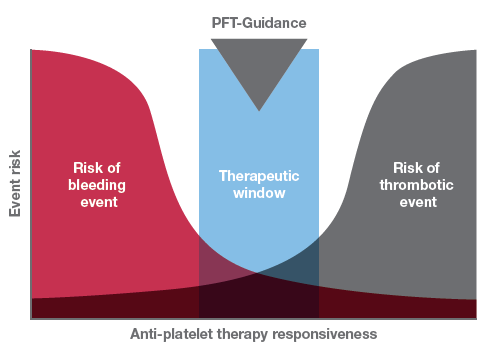 PFT-Guidance
Event risk
Risk of
bleeding
event
Therapeutic
window
Risk of
thrombotic
event
Anti-platelet therapy responsiveness